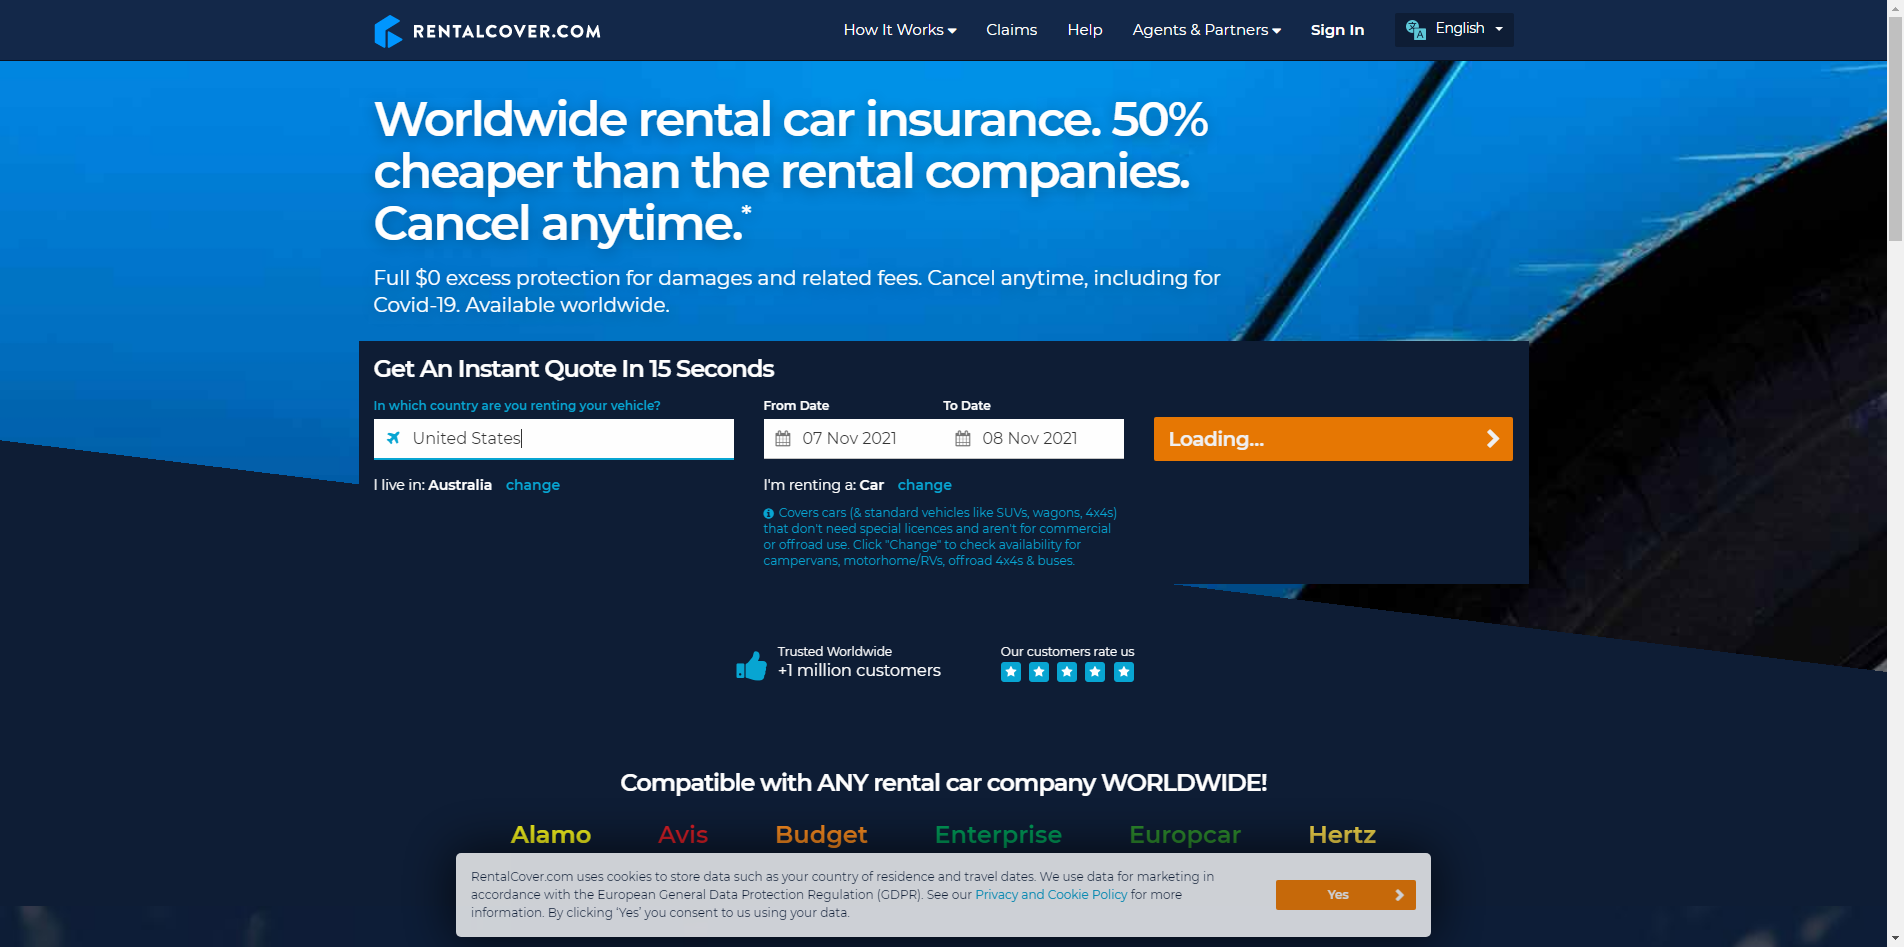 RENTALCOVER.COM
How It Works
Claims
Help
Agents & Partners
Sign In
English
Worldwide rental car insurance. 50%
cheaper than the rental companies.
Cancel anytime.*
Full $0 excess protection for damages and related fees. Cancel anytime, including for
Covid-19. Available worldwide.
Get An Instant Quote In 15 Seconds
In which country are you renting your vehicle?
United States
I live in: Australia change
From Date
To Date
07 Nov 2021
08 Nov 2021
I'm renting a: Car change
Covers cars (& standard vehicles like SUVs, wagons, 4x4s)
that don't need special licences and aren't for commercial
or offroad use. Click "Change" to check availability for
campervans, motorhome/RVs, offroad 4x4s & buses.
Loading...
Trusted Worldwide
+1 million customers
Our customers rate us
Compatible with ANY rental car company WORLDWIDE!
Alamo
Avis
Budget
Enterprise
Europcar
Hertz
RentalCover.com uses cookies to store data such as your country of residence and travel dates. We use data for marketing in
accordance with the European General Data Protection Regulation (GDPR). See our Privacy and Cookie Policy for more
information. By clicking ‘Yes’ you consent to us using your data.
Yes